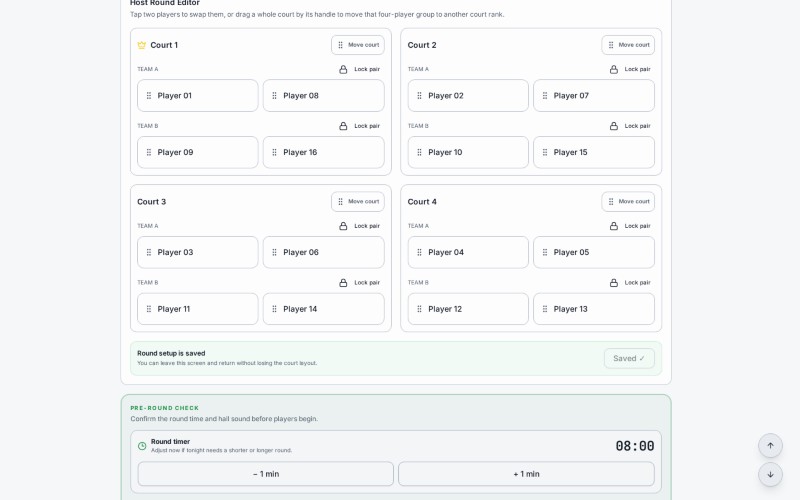 Host Round Editor
Tap two players to swap them, or drag a whole court by its handle to move that four-player group to another court rank.
Court 1
Move court
TEAM A
Lock pair
Player 01
Player 08
TEAM B
Lock pair
Player 09
Player 16
Court 2
Move court
TEAM A
Lock pair
Player 02
Player 07
TEAM B
Lock pair
Player 10
Player 15
Court 3
Move court
TEAM A
Lock pair
Player 03
Player 06
TEAM B
Lock pair
Player 11
Player 14
Court 4
Move court
TEAM A
Lock pair
Player 04
Player 05
TEAM B
Lock pair
Player 12
Player 13
Round setup is saved
You can leave this screen and return without losing the court layout.
Saved ✓
PRE-ROUND CHECK
Confirm the round time and hall sound before players begin.
Round timer
Adjust now if tonight needs a shorter or longer round.
08:00
− 1 min
+ 1 min